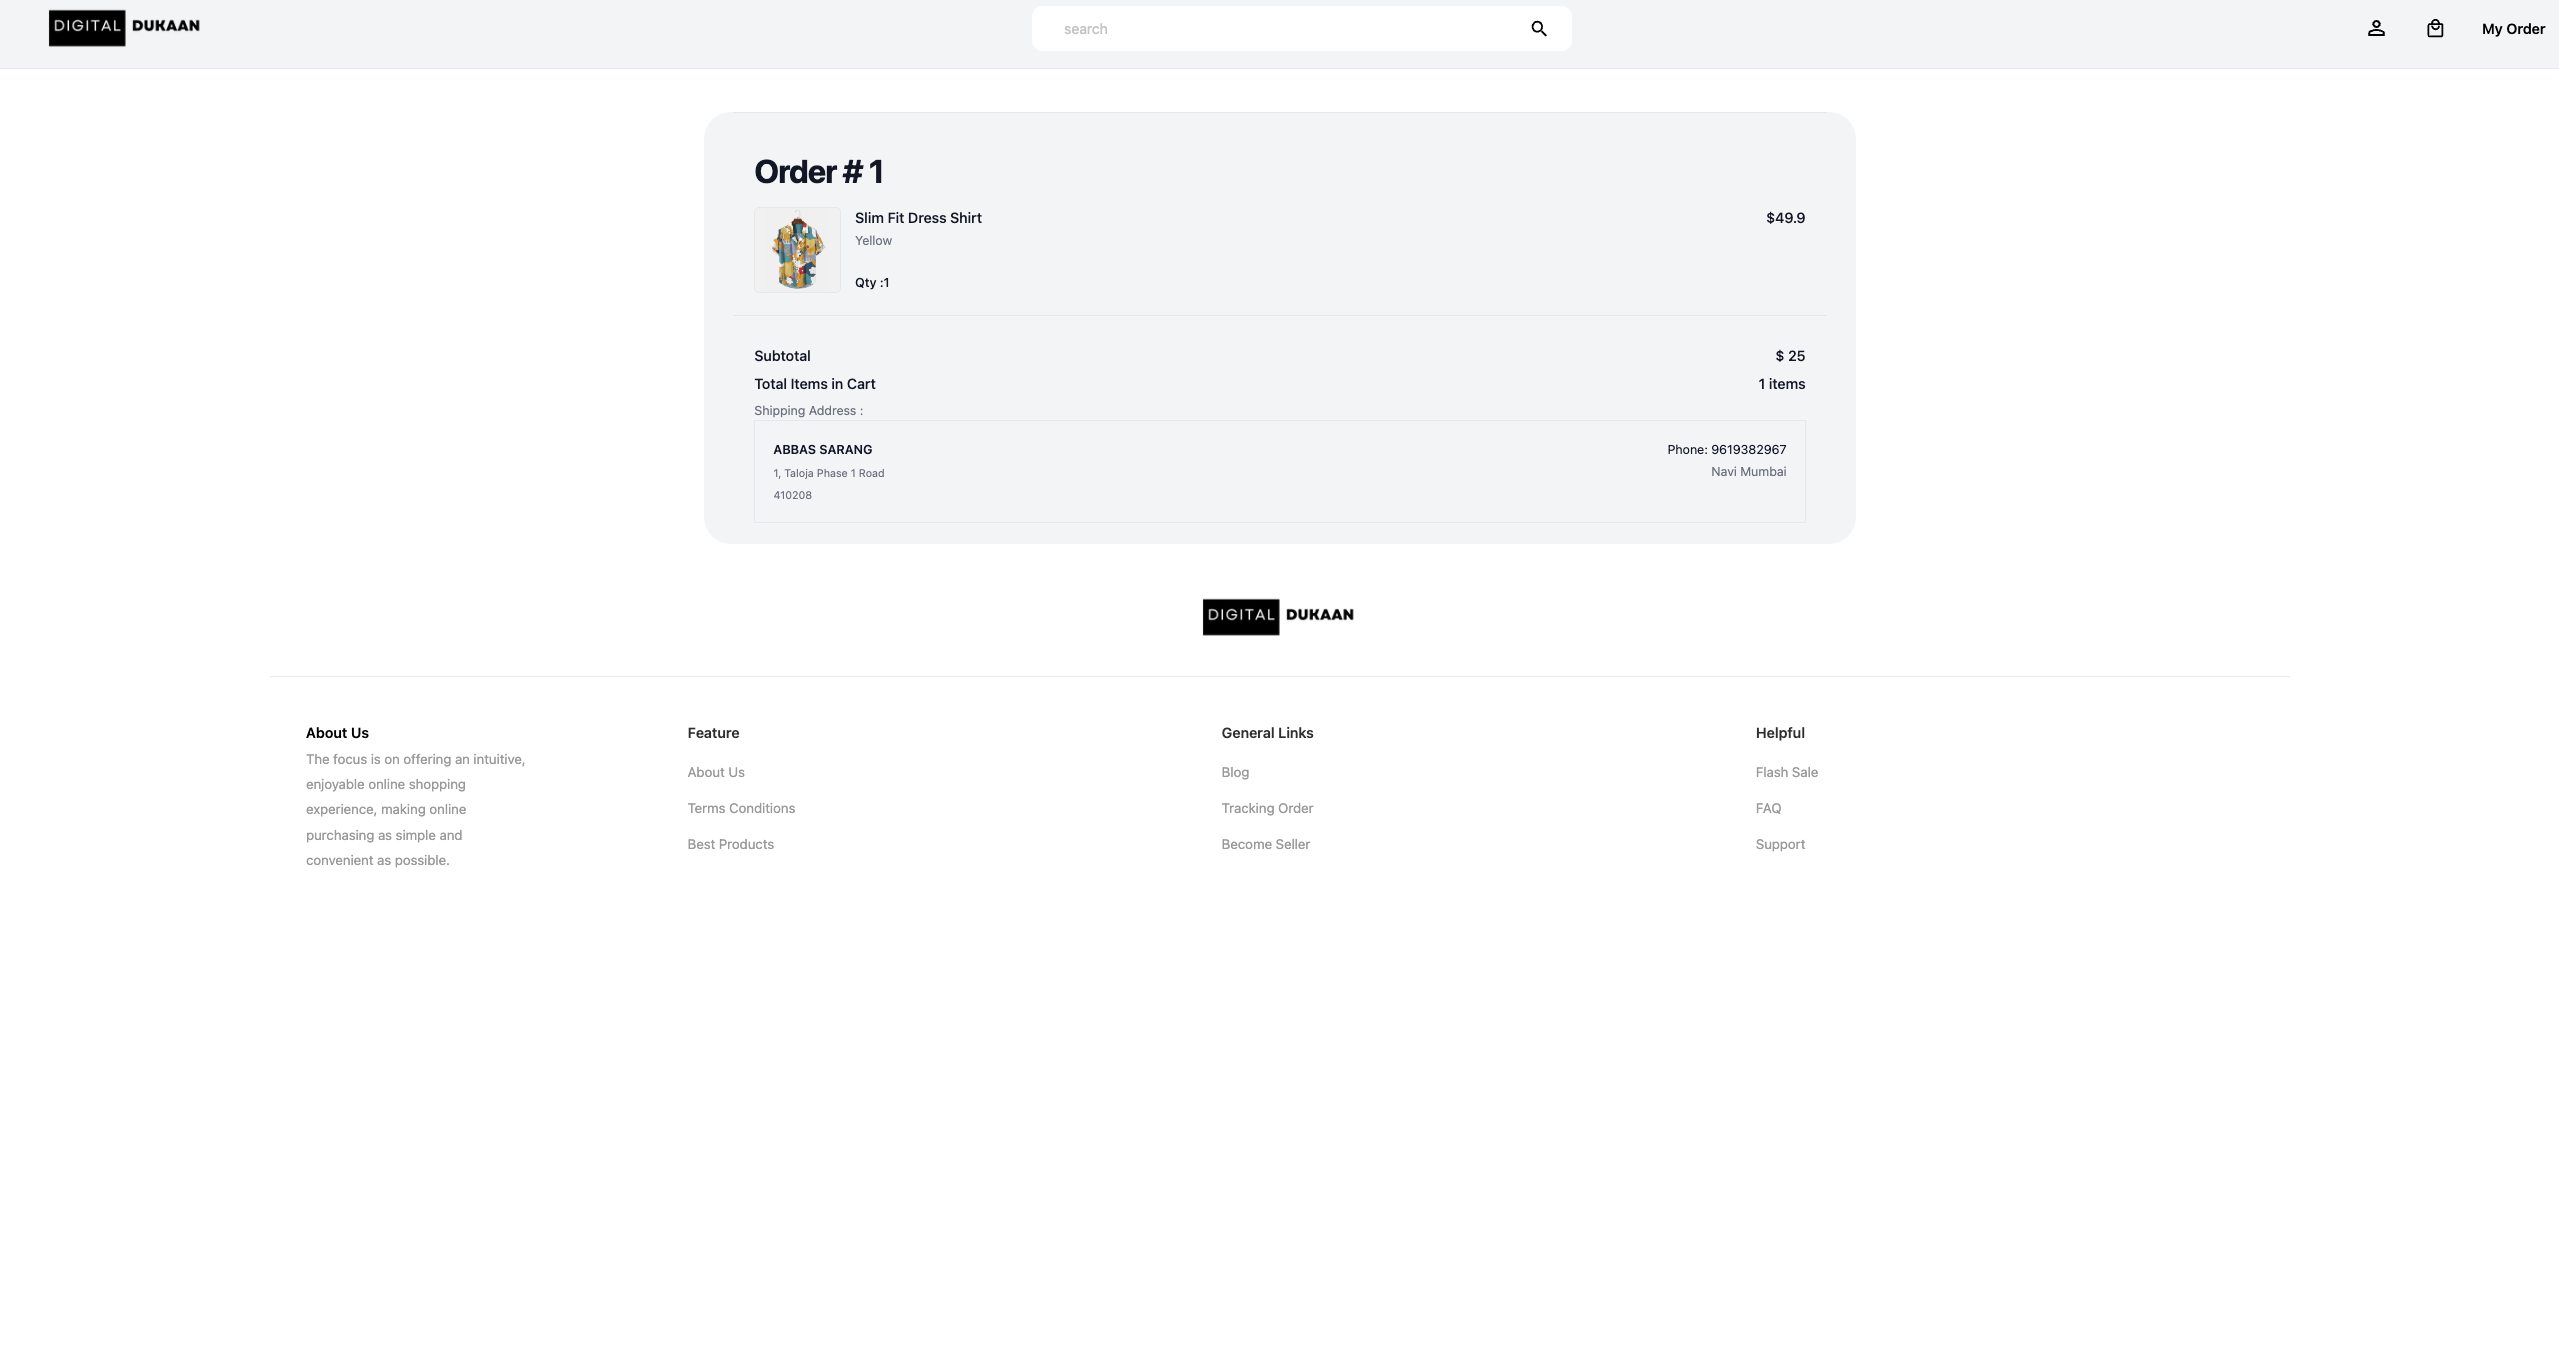 DIGITAL DUKAAN
search
My Order
Order # 1
Slim Fit Dress Shirt
$49.9
Yellow
Qty :1
Subtotal
$ 25
Total Items in Cart
1 items
Shipping Address :
ABBAS SARANG
Phone: 9619382967
1, Taloja Phase 1 Road
Navi Mumbai
410208
DIGITAL DUKAAN
About Us
The focus is on offering an intuitive,
enjoyable online shopping
experience, making online
purchasing as simple and
convenient as possible.
Feature
About Us
Terms Conditions
Best Products
General Links
Blog
Tracking Order
Become Seller
Helpful
Flash Sale
FAQ
Support